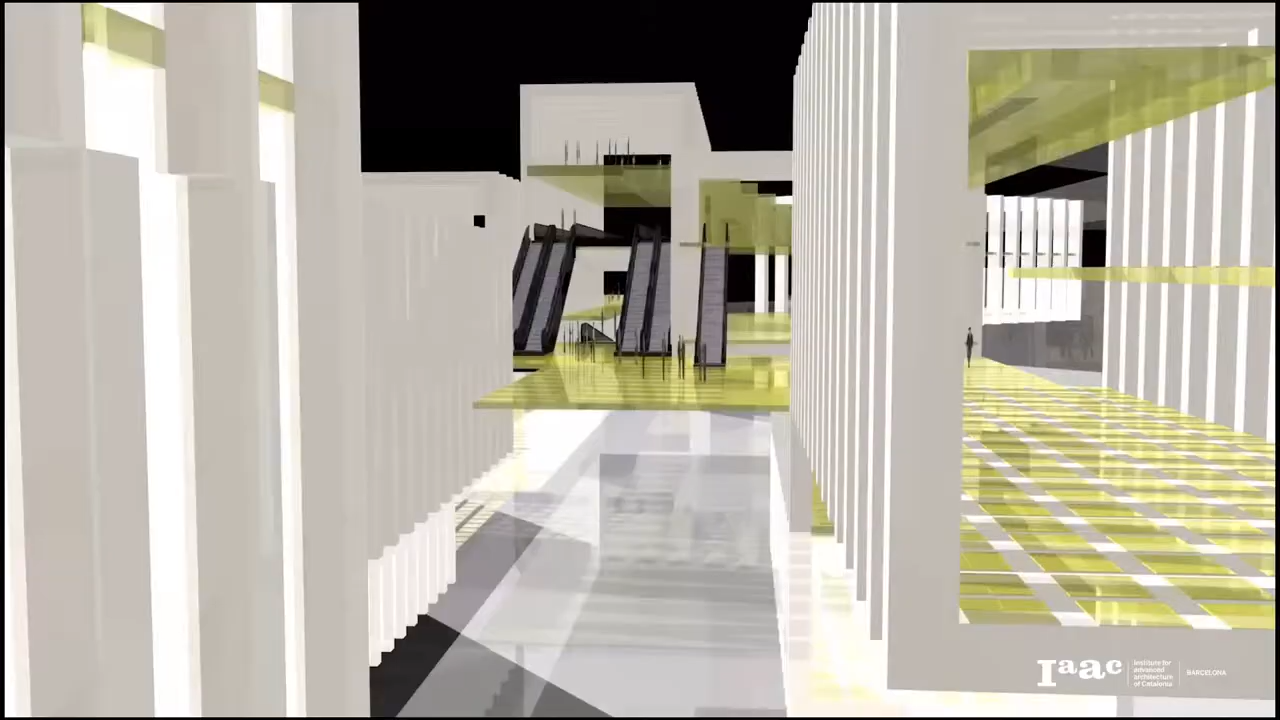 Iaac
Institute for
advanced
architecture
of Catalonia
BARCELONA